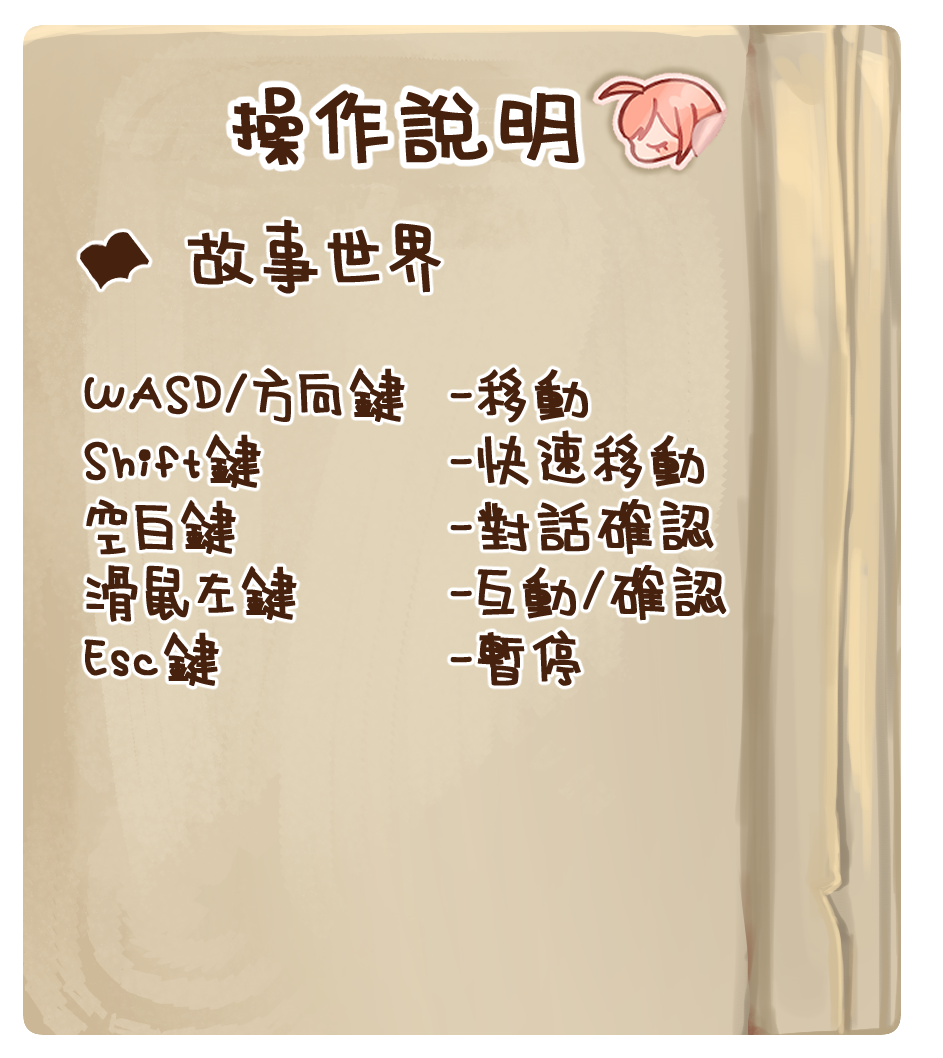 操作說明
故事世界
WASD/方向鍵 -移動
Shift鍵 -快速移動
空白鍵 -對話確認
滑鼠左鍵 -互動/確認
Esc鍵 -暫停